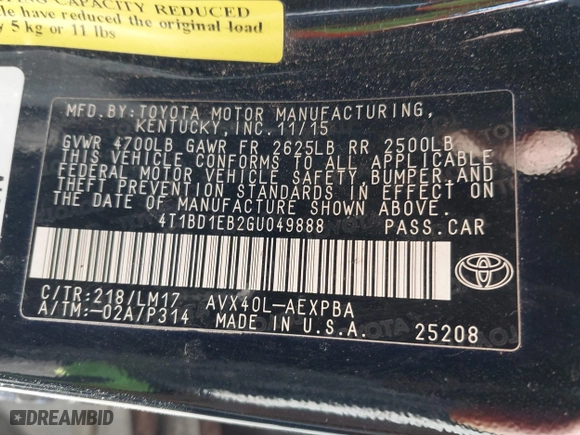 CAPACITY REDUCED
have reduced the original load
5 kg or 11 lbs
MFD.BY:TOYOTA MOTOR MANUFACTURING,
KENTUCKY, INC. 11/15
GVWR 4700LB GAWR FR 2625LB RR 2500LB
THIS VEHICLE CONFORMS TO ALL APPLICABLE
FEDERAL MOTOR VEHICLE SAFETY, BUMPER, AND
THEFT PREVENTION STANDARDS IN EFFECT ON
THE DATE OF MANUFACTURE SHOWN ABOVE.
4T1BD1EB2GU049888 PASS.CAR
C/TR:218/LM17 AVX40L-AEXPBA
A/TM:-02A/P314 MADE IN U.S.A. 25208
TOYOTA
DREAMBID